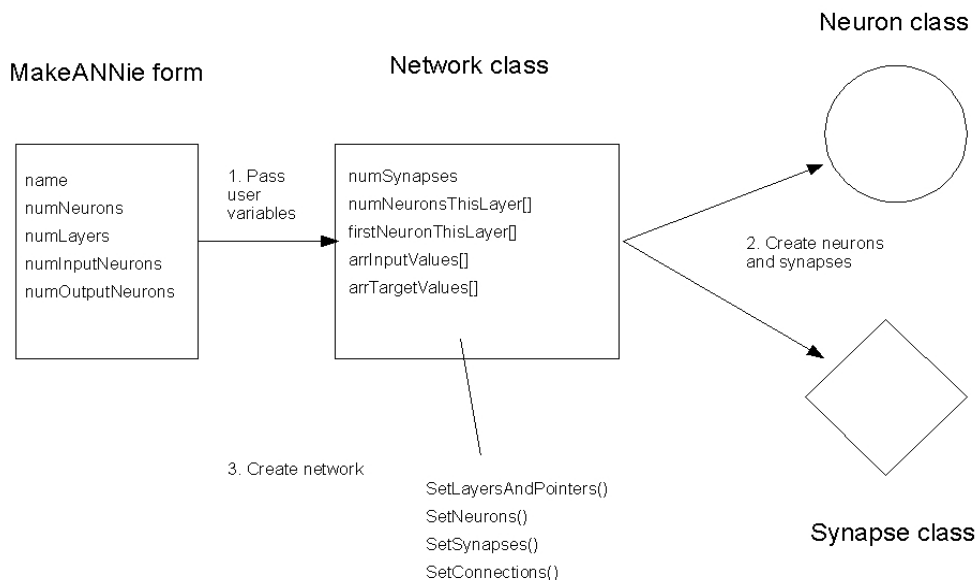 Neuron class
MakeANNie form
Network class
name
numNeurons
numLayers
numInputNeurons
numOutputNeurons
1. Pass
user
variables
numSynapses
numNeuronsThisLayer[]
firstNeuronThisLayer[]
arrInputValues[]
arrTargetValues[]
2. Create neurons
and synapses
3. Create network
SetLayersAndPointers()
SetNeurons()
SetSynapses()
SetConnections()
Synapse class